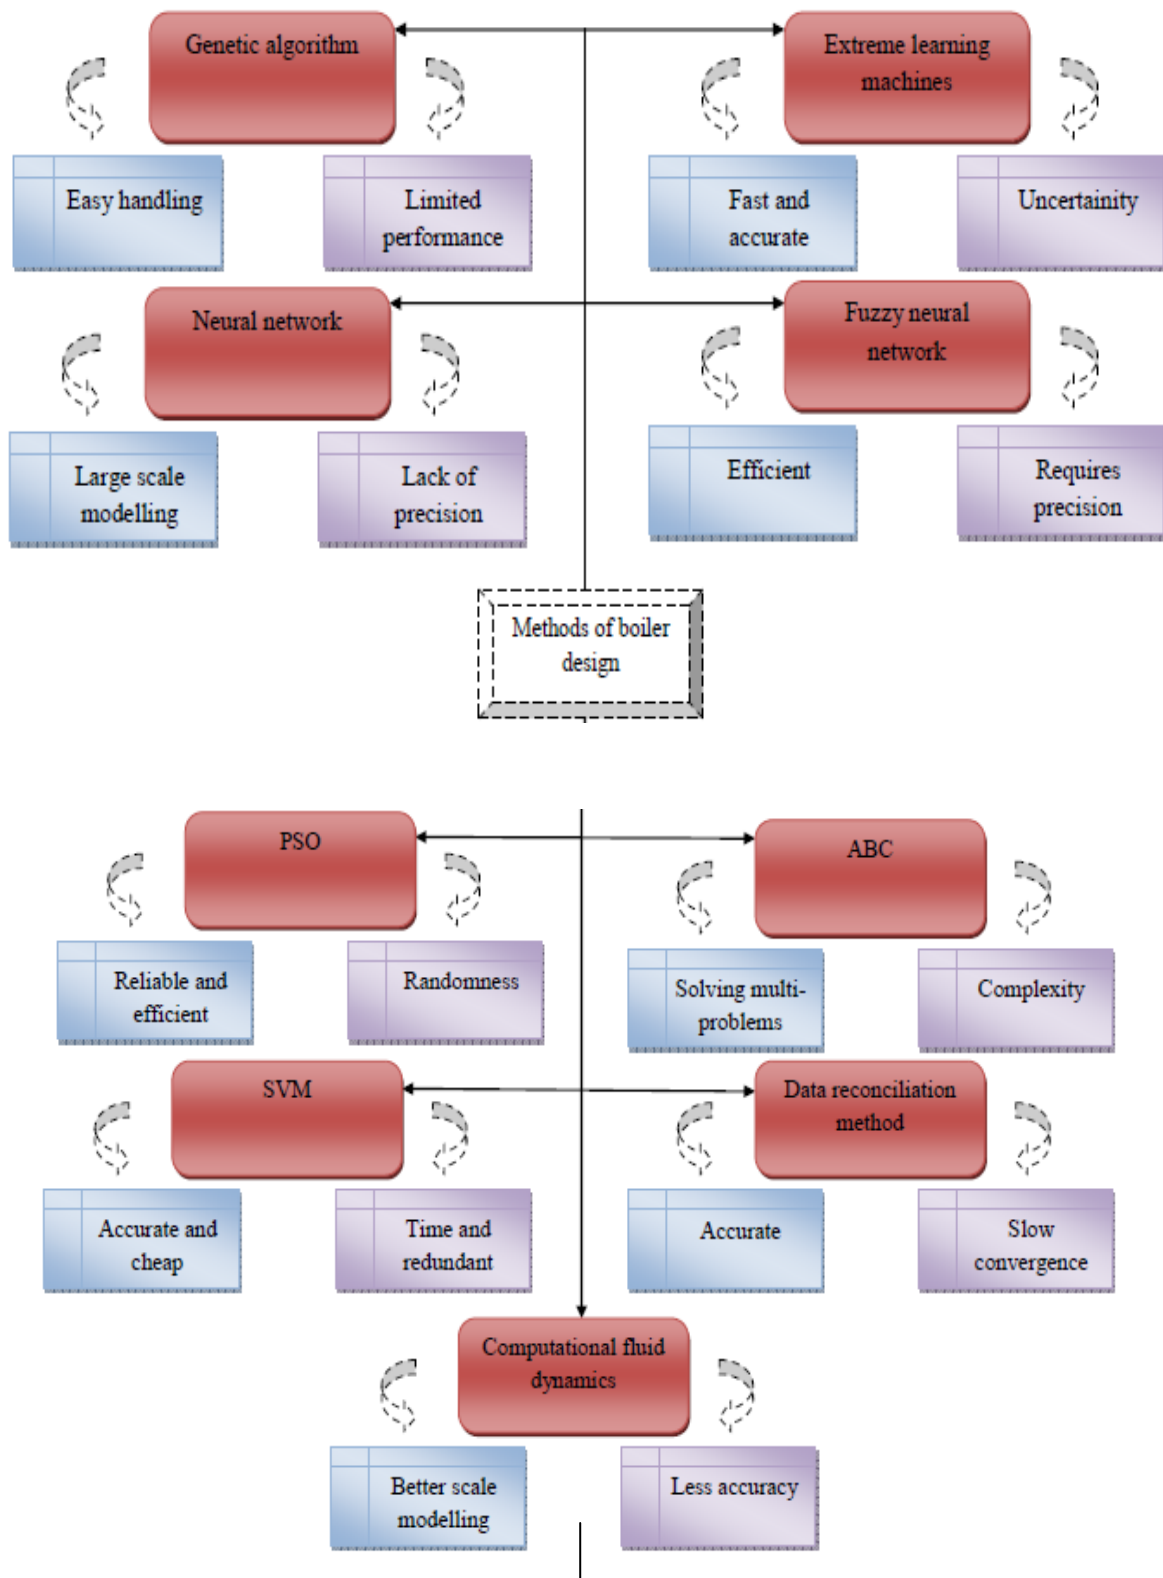 Genetic algorithm
Extreme learning
machines
Easy handling
Limited
performance
Fast and
accurate
Uncertainity
Neural network
Fuzzy neural
network
Large scale
modelling
Lack of
precision
Efficient
Requires
precision
Methods of boiler
design
PSO
ABC
Reliable and
efficient
Randomness
Solving multi-
problems
Complexity
SVM
Data reconciliation
method
Accurate and
cheap
Time and
redundant
Accurate
Slow
convergence
Computational fluid
dynamics
Better scale
modelling
Less accuracy